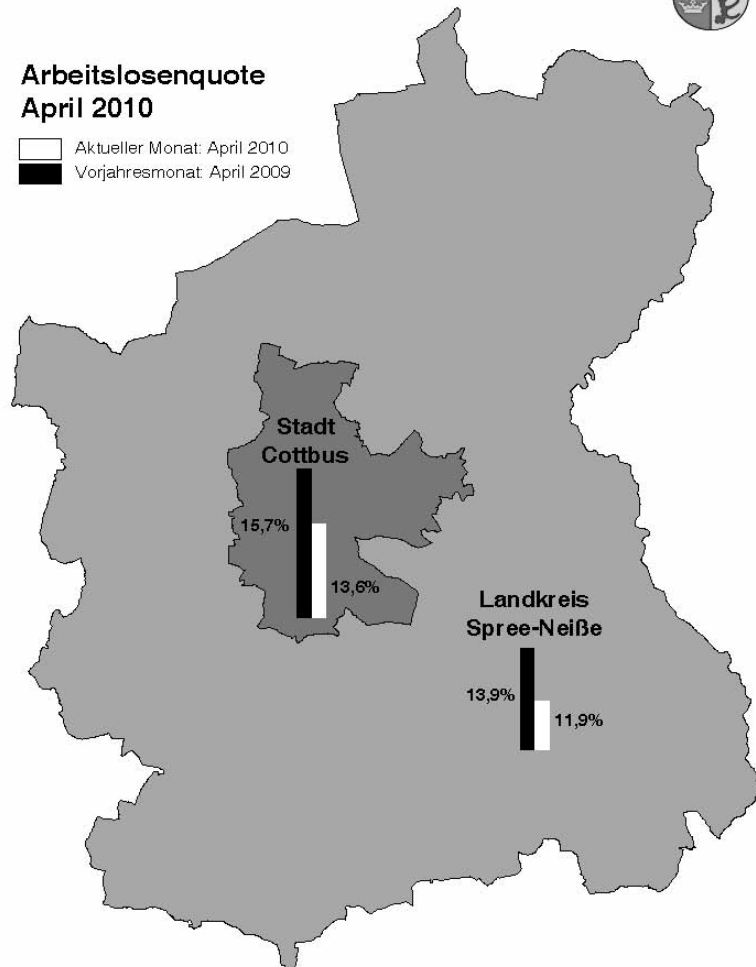 Arbeitslosenquote
April 2010
Aktueller Monat: April 2010
Vorjahresmonat: April 2009
Stadt
Cottbus
15,7%
13,6%
Landkreis
Spree-Neiße
13,9%
11,9%